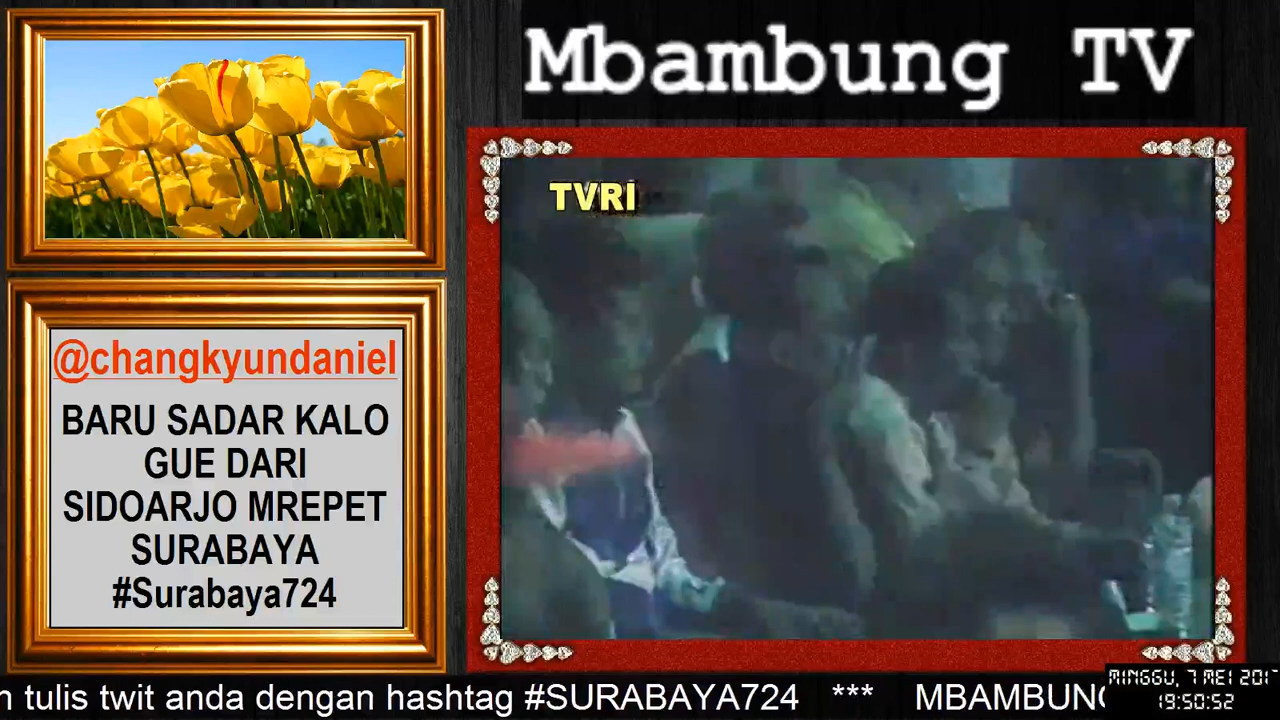 Mbambung TV
TVRI
@changkyundaniel
BARU SADAR KALO
GUE DARI
SIDOARJO MREPET
SURABAYA
#Surabaya724
tulis twit anda dengan hashtag #SURABAYA724 *** MBAMBUNG
MINGGU, 7 MEI 2017
19:50:52